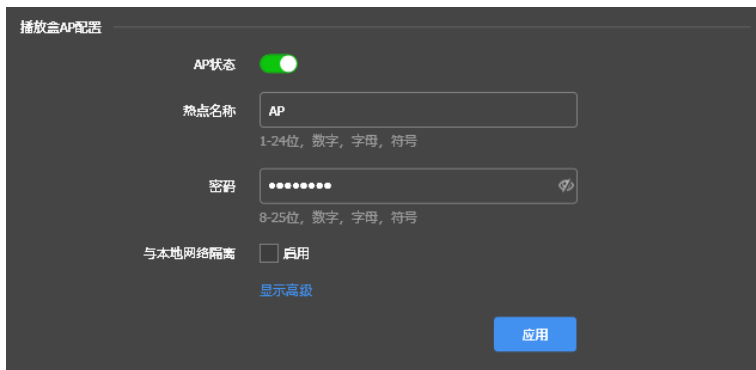 播放盒AP配置
AP状态
热点名称 AP
1-24位, 数字, 字母, 符号
密码 ●●●●●●●●
8-25位, 数字, 字母, 符号
与本地网络隔离 启用
显示高级
应用